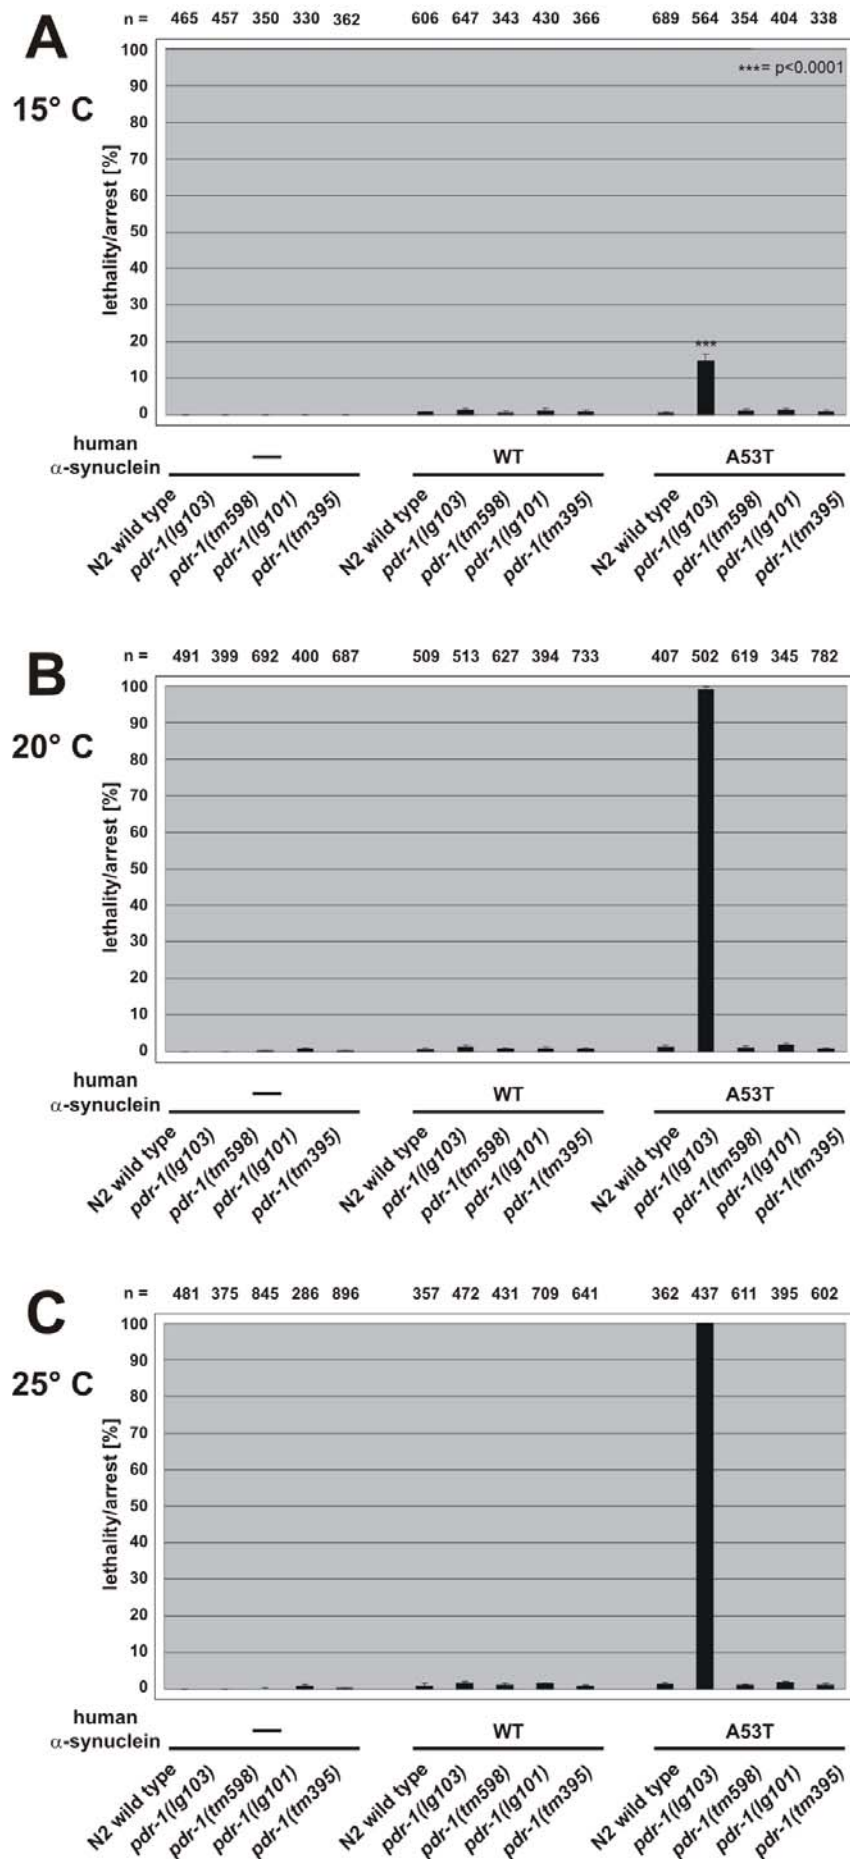 A
n = 465 457 350 330 362 606 647 343 430 366 689 564 354 404 338
15° C
***= p<0.0001
lethality/arrest [%]
100
90
80
70
60
50
40
30
20
10
0
***
human
α-synuclein
— WT A53T
N2 wild type pdr-1(lg103) pdr-1(tm598) pdr-1(lg101) pdr-1(tm395) N2 wild type pdr-1(lg103) pdr-1(tm598) pdr-1(lg101) pdr-1(tm395) N2 wild type pdr-1(lg103) pdr-1(tm598) pdr-1(lg101) pdr-1(tm395)
B
n = 491 399 692 400 687 509 513 627 394 733 407 502 619 345 782
20° C
lethality/arrest [%]
100
90
80
70
60
50
40
30
20
10
0
human
α-synuclein
— WT A53T
N2 wild type pdr-1(lg103) pdr-1(tm598) pdr-1(lg101) pdr-1(tm395) N2 wild type pdr-1(lg103) pdr-1(tm598) pdr-1(lg101) pdr-1(tm395) N2 wild type pdr-1(lg103) pdr-1(tm598) pdr-1(lg101) pdr-1(tm395)
C
n = 481 375 845 286 896 357 472 431 709 641 362 437 611 395 602
25° C
lethality/arrest [%]
100
90
80
70
60
50
40
30
20
10
0
human
α-synuclein
— WT A53T
N2 wild type pdr-1(lg103) pdr-1(tm598) pdr-1(lg101) pdr-1(tm395) N2 wild type pdr-1(lg103) pdr-1(tm598) pdr-1(lg101) pdr-1(tm395) N2 wild type pdr-1(lg103) pdr-1(tm598) pdr-1(lg101) pdr-1(tm395)